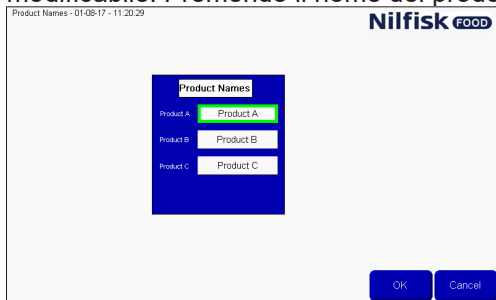 Product Names - 01-08-17 - 11:20:29
Nilfisk FOOD
Product Names
Product A Product A
Product B Product B
Product C Product C
OK Cancel